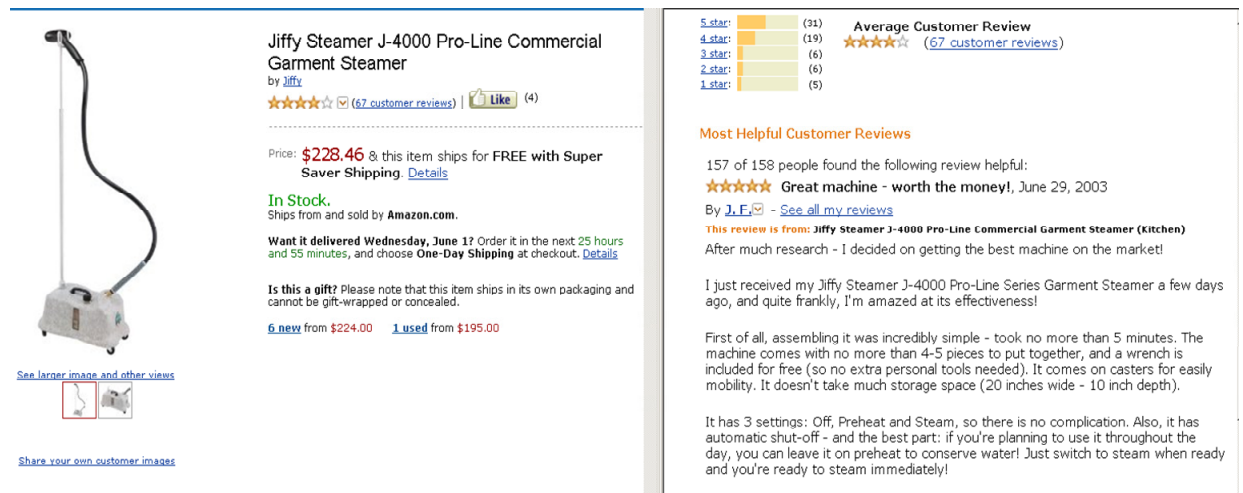 Jiffy Steamer J-4000 Pro-Line Commercial
Garment Steamer
by Jiffy
(67 customer reviews) | Like (4)
Price: $228.46 & this item ships for FREE with Super
Saver Shipping. Details
In Stock.
Ships from and sold by Amazon.com.
Want it delivered Wednesday, June 1? Order it in the next 25 hours
and 55 minutes, and choose One-Day Shipping at checkout. Details
Is this a gift? Please note that this item ships in its own packaging and
cannot be gift-wrapped or concealed.
6 new from $224.00 1 used from $195.00
See larger image and other views
Share your own customer images
5 star: (31)
4 star: (19)
3 star: (6)
2 star: (6)
1 star: (5)
Average Customer Review
(67 customer reviews)
Most Helpful Customer Reviews
157 of 158 people found the following review helpful:
Great machine - worth the money!, June 29, 2003
By J. F. - See all my reviews
This review is from: Jiffy Steamer J-4000 Pro-Line Commercial Garment Steamer (Kitchen)
After much research - I decided on getting the best machine on the market!
I just received my Jiffy Steamer J-4000 Pro-Line Series Garment Steamer a few days
ago, and quite frankly, I'm amazed at its effectiveness!
First of all, assembling it was incredibly simple - took no more than 5 minutes. The
machine comes with no more than 4-5 pieces to put together, and a wrench is
included for free (so no extra personal tools needed). It comes on casters for easily
mobility. It doesn't take much storage space (20 inches wide - 10 inch depth).
It has 3 settings: Off, Preheat and Steam, so there is no complication. Also, it has
automatic shut-off - and the best part: if you're planning to use it throughout the
day, you can leave it on preheat to conserve water! Just switch to steam when ready
and you're ready to steam immediately!